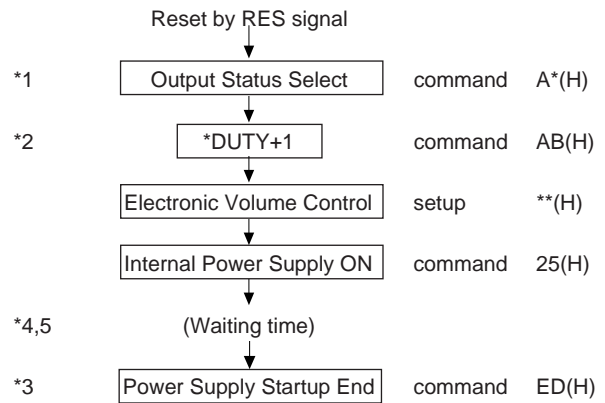 Reset by RES signal
*1 Output Status Select command A*(H)
*2 *DUTY+1 command AB(H)
Electronic Volume Control setup **(H)
Internal Power Supply ON command 25(H)
*4,5 (Waiting time)
*3 Power Supply Startup End command ED(H)